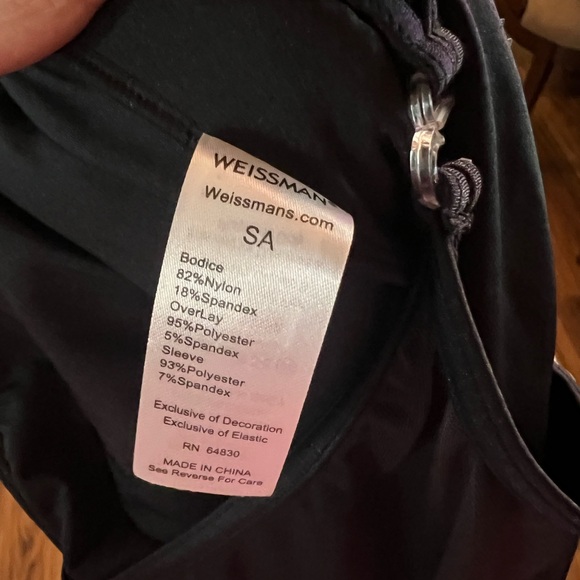 WEISSMAN
Weissmans.com
SA
Bodice
82%Nylon
18%Spandex
OverLay
95%Polyester
5%Spandex
Sleeve
93%Polyester
7%Spandex
Exclusive of Decoration
Exclusive of Elastic
RN 64830
MADE IN CHINA
See Reverse For Care